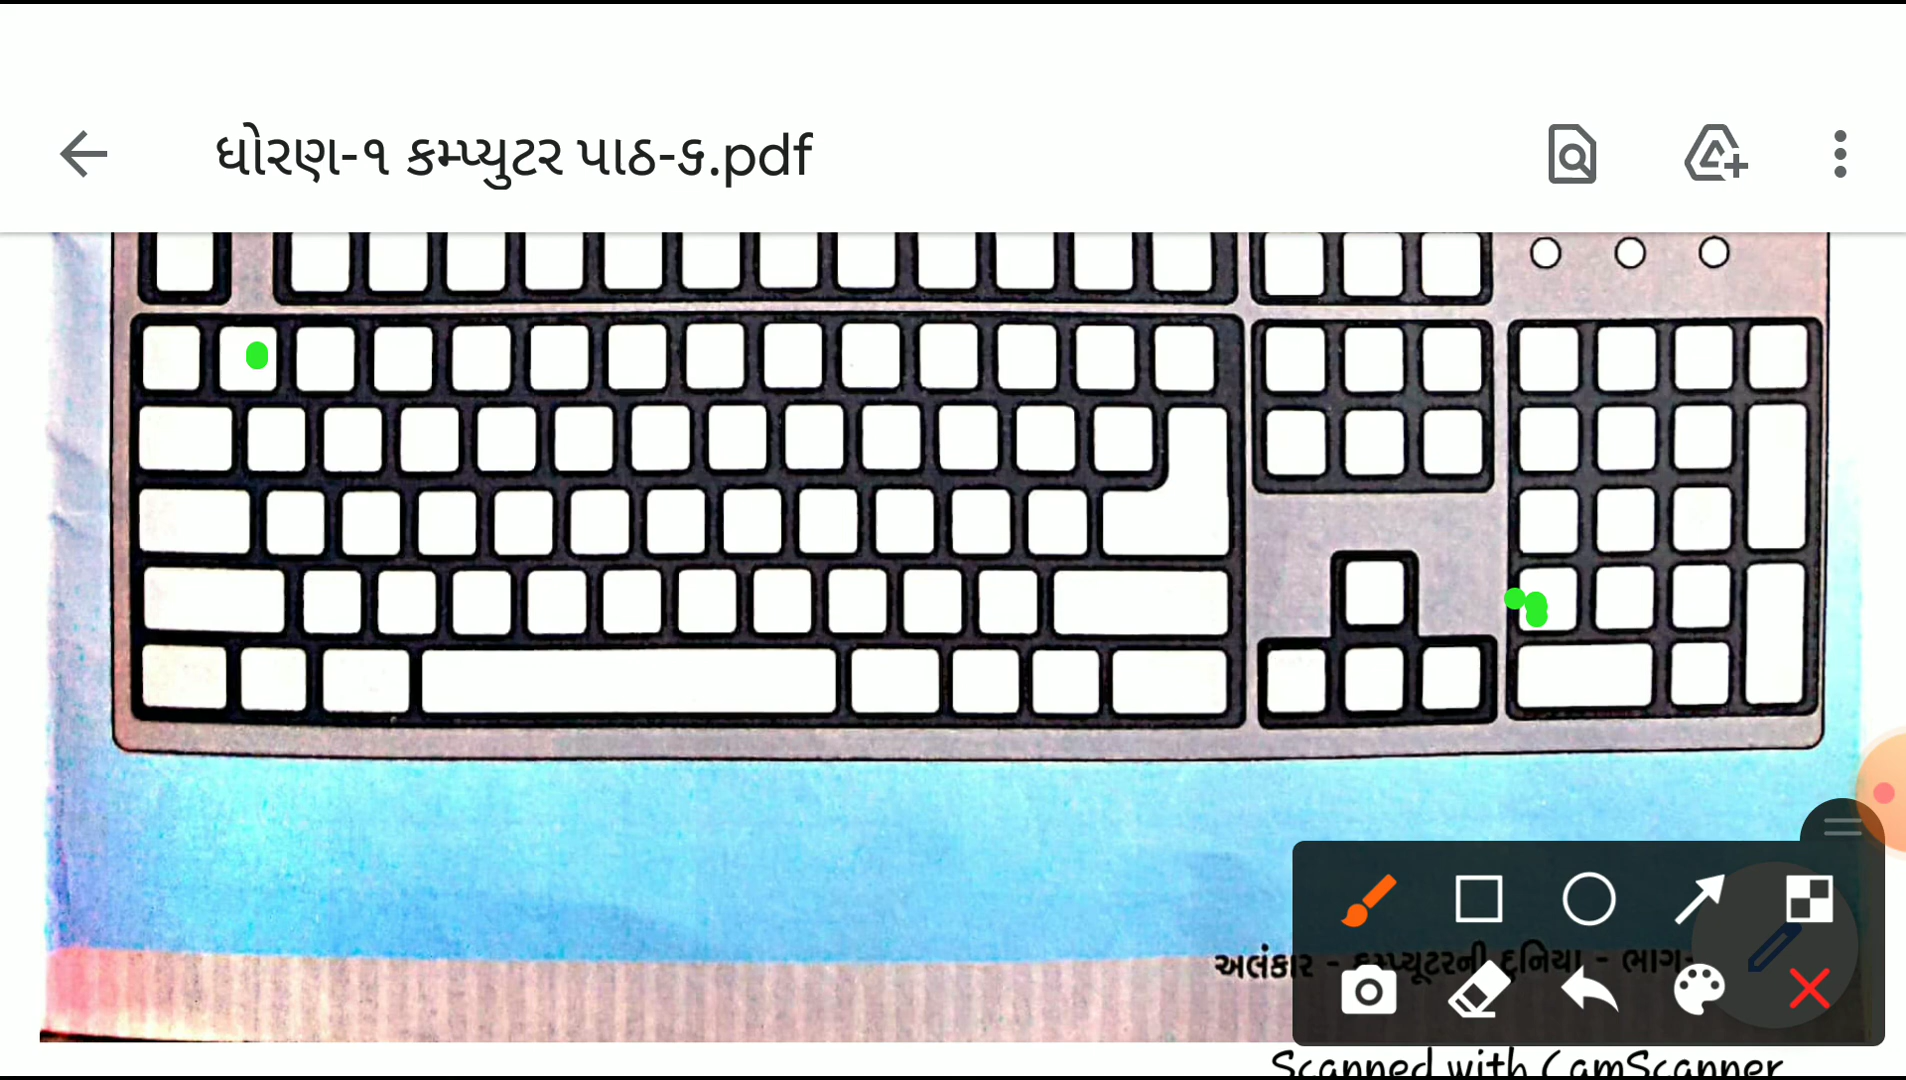 ધોરણ-૧ કમ્પ્યુટર પાઠ-૬.pdf
અલંકાર - કમ્પ્યૂટરની દુનિયા - ભાગ-
Scanned with CamScanner